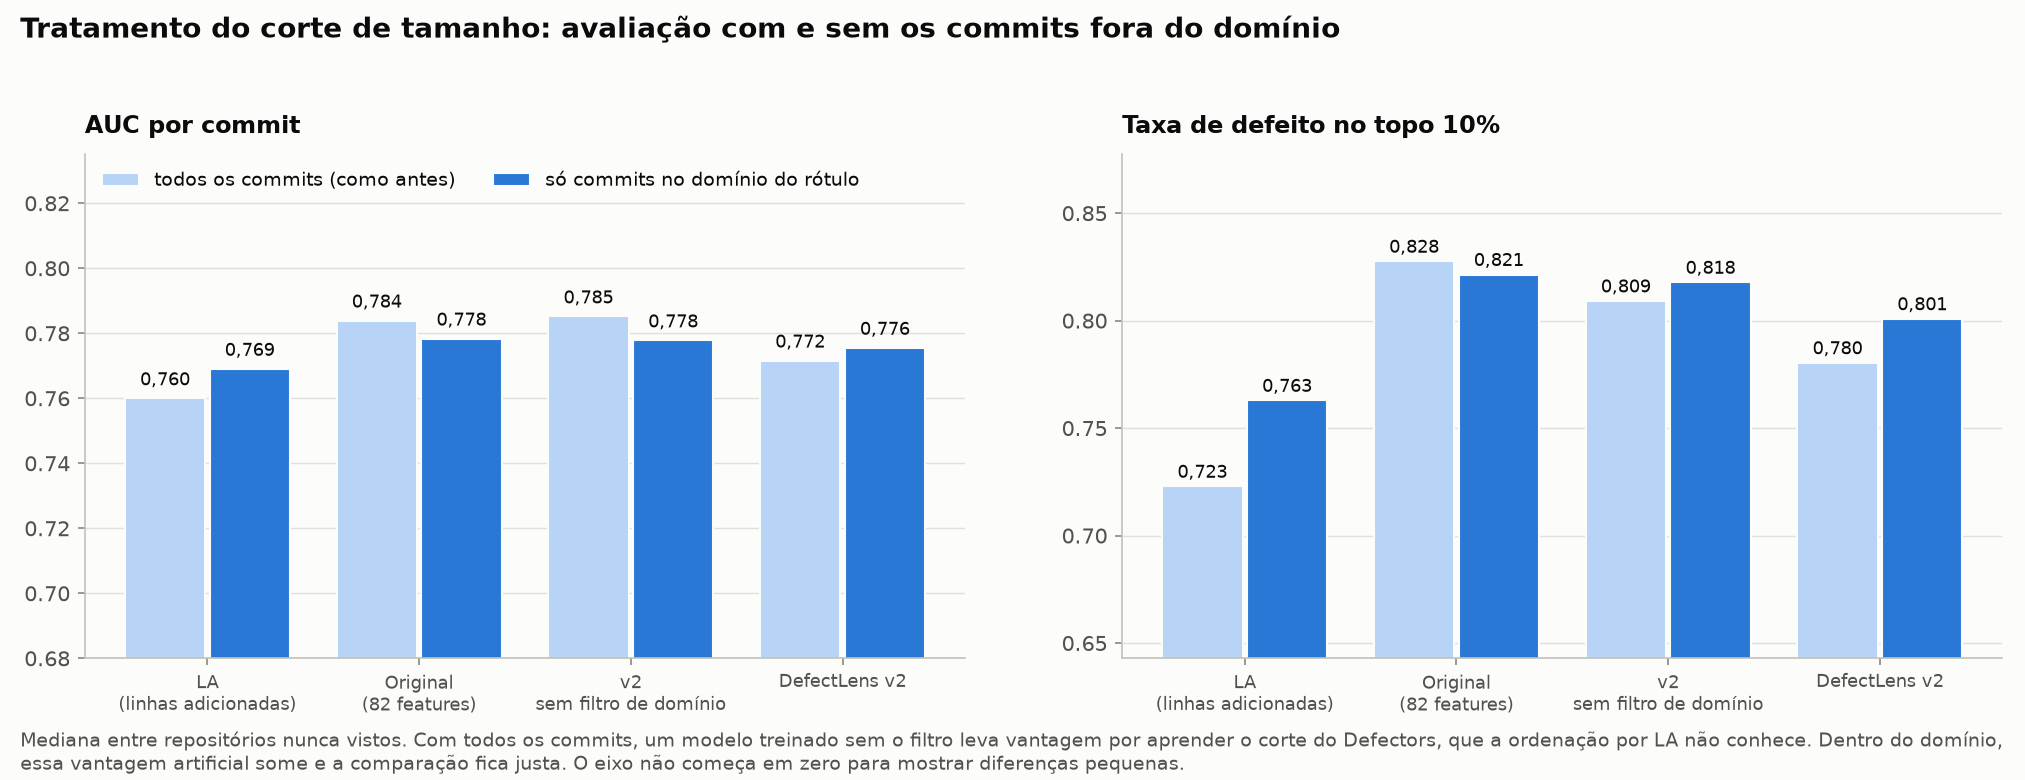 Tratamento do corte de tamanho: avaliação com e sem os commits fora do domínio
AUC por commit
todos os commits (como antes)
só commits no domínio do rótulo
0.82
0.80
0.78
0.76
0.74
0.72
0.70
0.68
0,760
0,769
0,784
0,778
0,785
0,778
0,772
0,776
LA
(linhas adicionadas)
Original
(82 features)
v2
sem filtro de domínio
DefectLens v2
Taxa de defeito no topo 10%
0.85
0.80
0.75
0.70
0.65
0,723
0,763
0,828
0,821
0,809
0,818
0,780
0,801
LA
(linhas adicionadas)
Original
(82 features)
v2
sem filtro de domínio
DefectLens v2
Mediana entre repositórios nunca vistos. Com todos os commits, um modelo treinado sem o filtro leva vantagem por aprender o corte do Defectors, que a ordenação por LA não conhece. Dentro do domínio,
essa vantagem artificial some e a comparação fica justa. O eixo não começa em zero para mostrar diferenças pequenas.